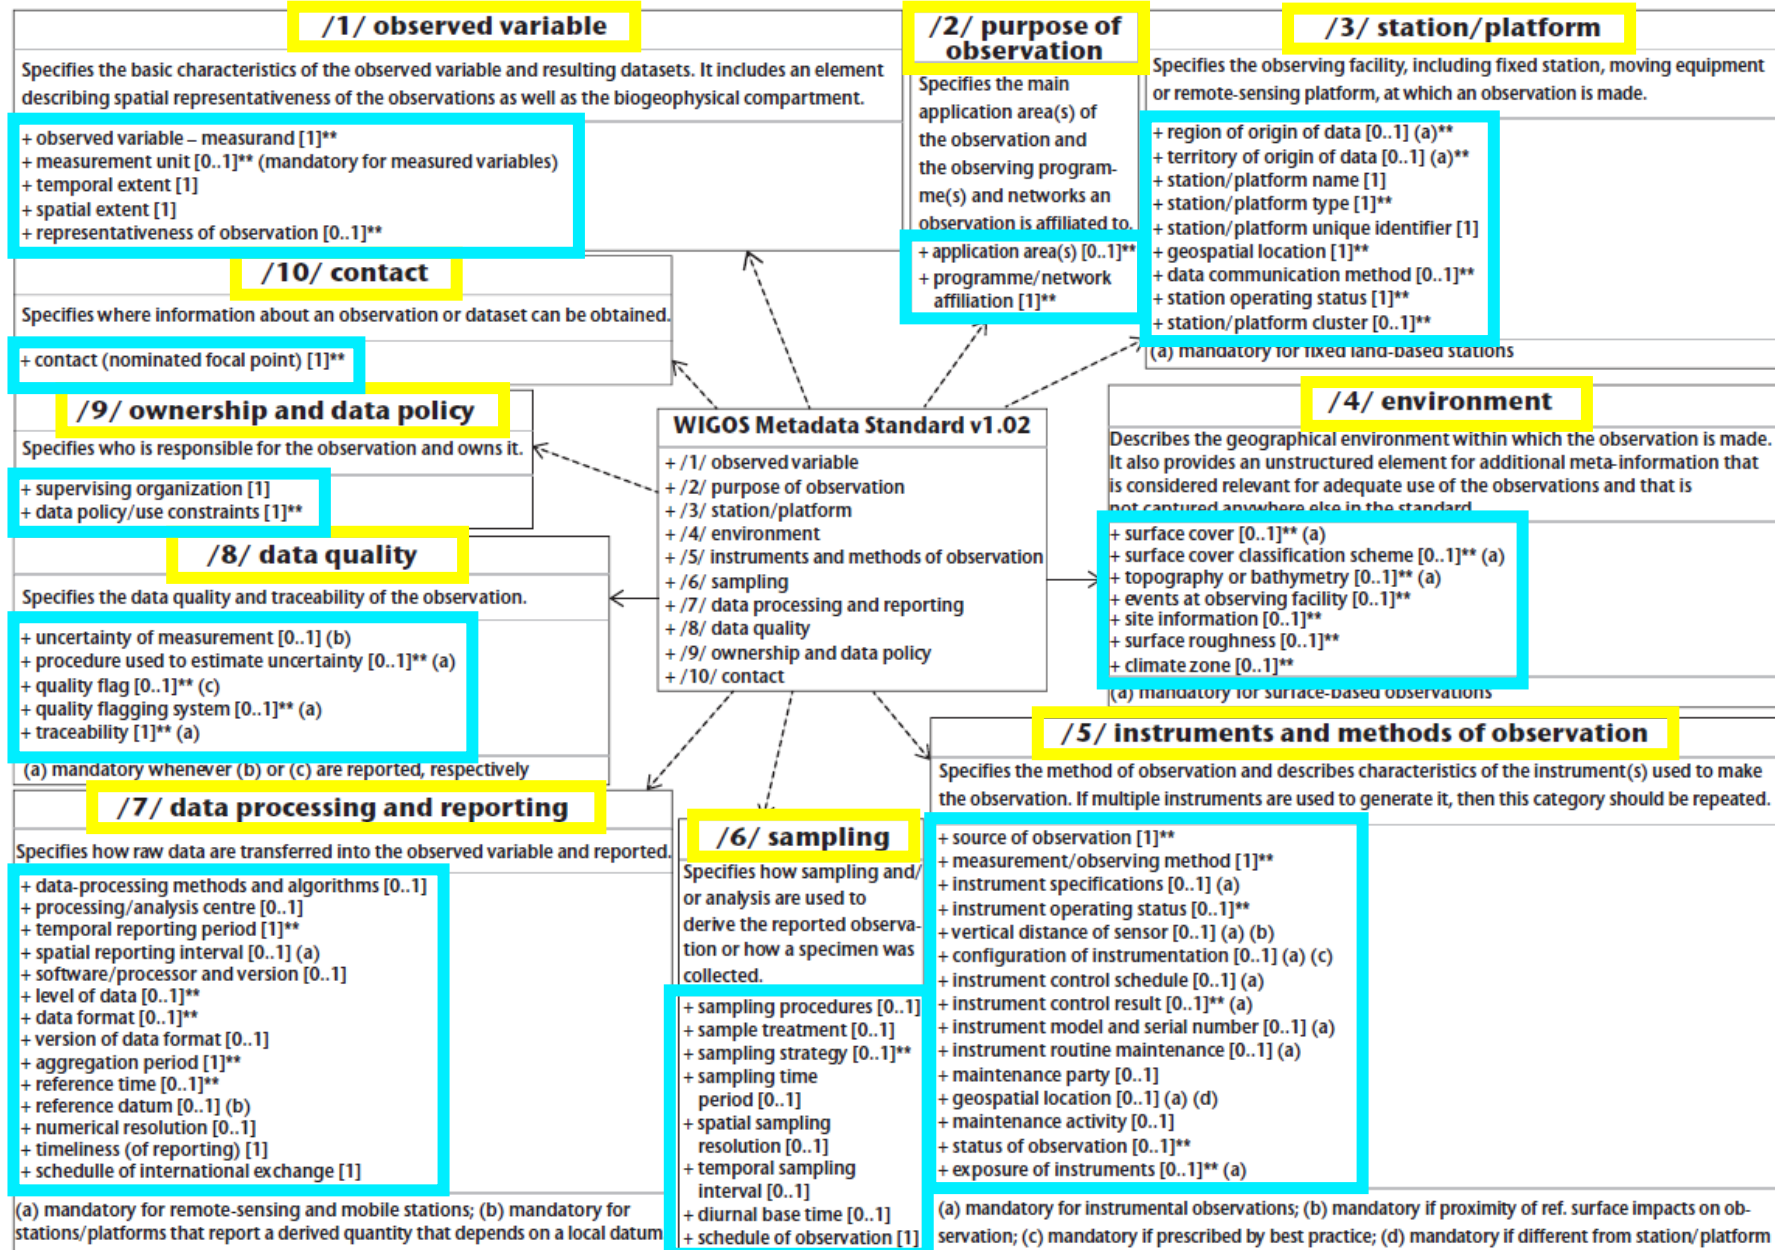 /1/ observed variable
Specifies the basic characteristics of the observed variable and resulting datasets. It includes an element
describing spatial representativeness of the observations as well as the biogeophysical compartment.
+ observed variable – measurand [1]**
+ measurement unit [0..1]** (mandatory for measured variables)
+ temporal extent [1]
+ spatial extent [1]
+ representativeness of observation [0..1]**
/2/ purpose of
observation
Specifies the main
application area(s) of
the observation and
the observing program-
me(s) and networks an
observation is affiliated to.
+ application area(s) [0..1]**
+ programme/network
affiliation [1]**
/3/ station/platform
Specifies the observing facility, including fixed station, moving equipment
or remote-sensing platform, at which an observation is made.
+ region of origin of data [0..1] (a)**
+ territory of origin of data [0..1] (a)**
+ station/platform name [1]
+ station/platform type [1]**
+ station/platform unique identifier [1]
+ geospatial location [1]**
+ data communication method [0..1]**
+ station operating status [1]**
+ station/platform cluster [0..1]**
(a) mandatory for fixed land-based stations
/10/ contact
Specifies where information about an observation or dataset can be obtained.
+ contact (nominated focal point) [1]**
/9/ ownership and data policy
Specifies who is responsible for the observation and owns it.
+ supervising organization [1]
+ data policy/use constraints [1]**
WIGOS Metadata Standard v1.02
+ /1/ observed variable
+ /2/ purpose of observation
+ /3/ station/platform
+ /4/ environment
+ /5/ instruments and methods of observation
+ /6/ sampling
+ /7/ data processing and reporting
+ /8/ data quality
+ /9/ ownership and data policy
+ /10/ contact
/4/ environment
Describes the geographical environment within which the observation is made.
It also provides an unstructured element for additional meta-information that
is considered relevant for adequate use of the observations and that is
not captured anywhere else in the standard
+ surface cover [0..1]** (a)
+ surface cover classification scheme [0..1]** (a)
+ topography or bathymetry [0..1]** (a)
+ events at observing facility [0..1]**
+ site information [0..1]**
+ surface roughness [0..1]**
+ climate zone [0..1]**
(a) mandatory for surface-based observations
/8/ data quality
Specifies the data quality and traceability of the observation.
+ uncertainty of measurement [0..1] (b)
+ procedure used to estimate uncertainty [0..1]** (a)
+ quality flag [0..1]** (c)
+ quality flagging system [0..1]** (a)
+ traceability [1]** (a)
(a) mandatory whenever (b) or (c) are reported, respectively
/7/ data processing and reporting
Specifies how raw data are transferred into the observed variable and reported.
+ data-processing methods and algorithms [0..1]
+ processing/analysis centre [0..1]
+ temporal reporting period [1]**
+ spatial reporting interval [0..1] (a)
+ software/processor and version [0..1]
+ level of data [0..1]**
+ data format [0..1]**
+ version of data format [0..1]
+ aggregation period [1]**
+ reference time [0..1]**
+ reference datum [0..1] (b)
+ numerical resolution [0..1]
+ timeliness (of reporting) [1]
+ schedulle of international exchange [1]
(a) mandatory for remote-sensing and mobile stations; (b) mandatory for
stations/platforms that report a derived quantity that depends on a local datum
/6/ sampling
Specifies how sampling and/
or analysis are used to
derive the reported observa-
tion or how a specimen was
collected.
+ sampling procedures [0..1]
+ sample treatment [0..1]
+ sampling strategy [0..1]**
+ sampling time
period [0..1]
+ spatial sampling
resolution [0..1]
+ temporal sampling
interval [0..1]
+ diurnal base time [0..1]
+ schedule of observation [1]
/5/ instruments and methods of observation
Specifies the method of observation and describes characteristics of the instrument(s) used to make
the observation. If multiple instruments are used to generate it, then this category should be repeated.
+ source of observation [1]**
+ measurement/observing method [1]**
+ instrument specifications [0..1] (a)
+ instrument operating status [0..1]**
+ vertical distance of sensor [0..1] (a) (b)
+ configuration of instrumentation [0..1] (a) (c)
+ instrument control schedule [0..1] (a)
+ instrument control result [0..1]** (a)
+ instrument model and serial number [0..1] (a)
+ instrument routine maintenance [0..1] (a)
+ maintenance party [0..1]
+ geospatial location [0..1] (a) (d)
+ maintenance activity [0..1]
+ status of observation [0..1]**
+ exposure of instruments [0..1]** (a)
(a) mandatory for instrumental observations; (b) mandatory if proximity of ref. surface impacts on ob-
servation; (c) mandatory if prescribed by best practice; (d) mandatory if different from station/platform